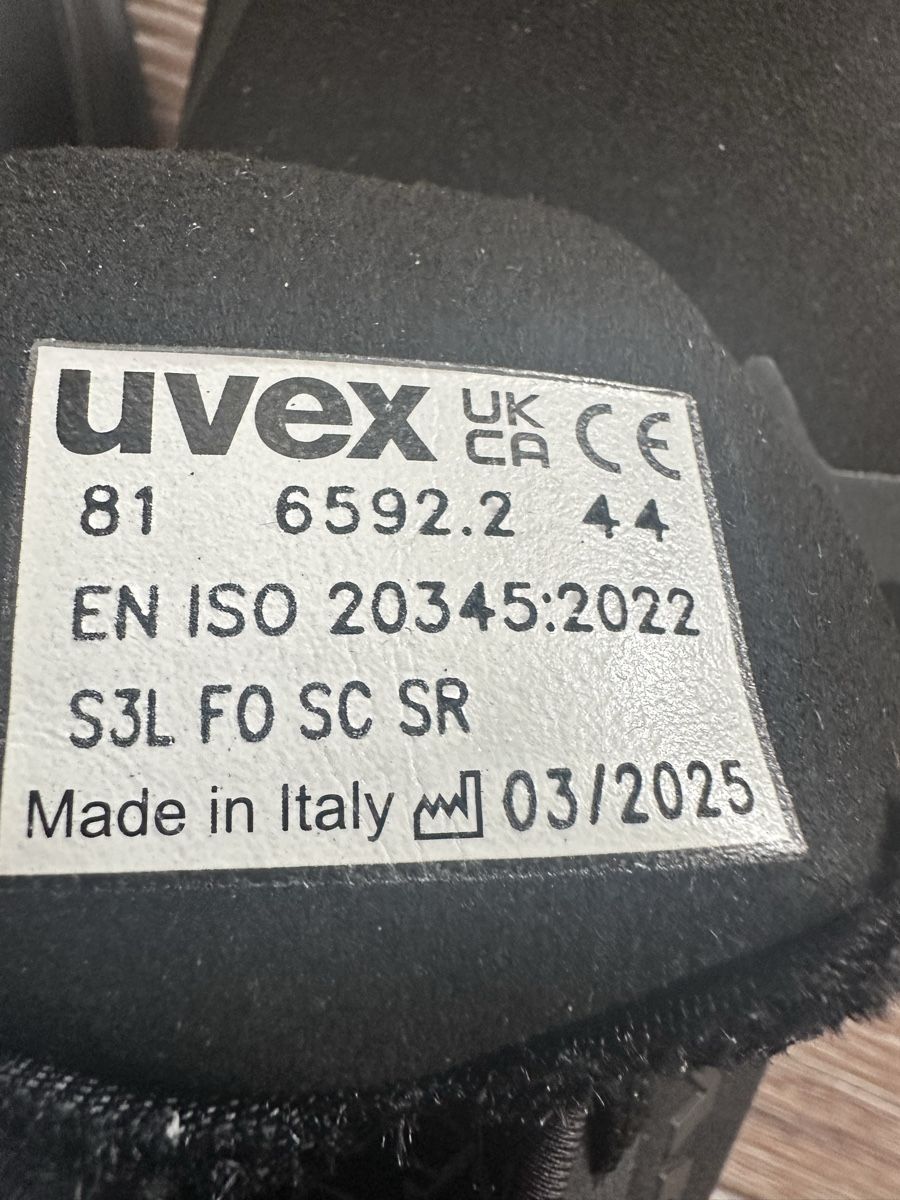 uvex UK CA CE
81 6592.2 44
EN ISO 20345:2022
S3L FO SC SR
Made in Italy 03/2025